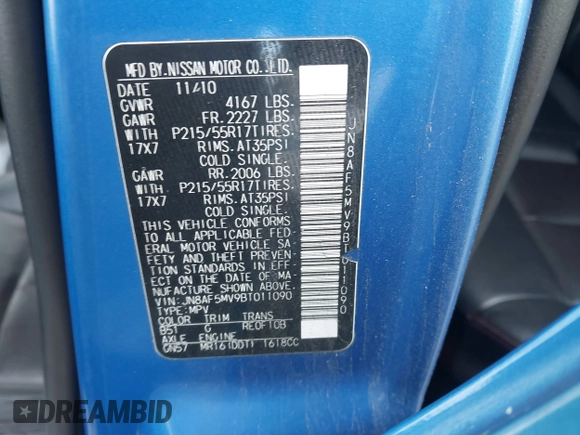 MFD BY.NISSAN MOTOR CO.,LTD.
DATE 11/10
GVWR 4167 LBS.
GAWR FR.2227 LBS.
WITH P215/55R17TIRES.
17X7 RIMS.AT35PSI
COLD SINGLE.
GAWR RR.2006 LBS.
WITH P215/55R17TIRES.
17X7 RIMS.AT35PSI
COLD SINGLE.
THIS VEHICLE CONFORMS
TO ALL APPLICABLE FED-
ERAL MOTOR VEHICLE SA-
FETY AND THEFT PREVEN-
TION STANDARDS IN EFF-
ECT ON THE DATE OF MA-
NUFACTURE SHOWN ABOVE.
VIN: JN8AF5MV9BT011090
TYPE:MPV
COLOR TRIM TRANS
B5T G RE0F10B
AXLE ENGINE
GN57 MR16(DDT) 1618CC
JN8AF5MV9BT011090
DREAMBID